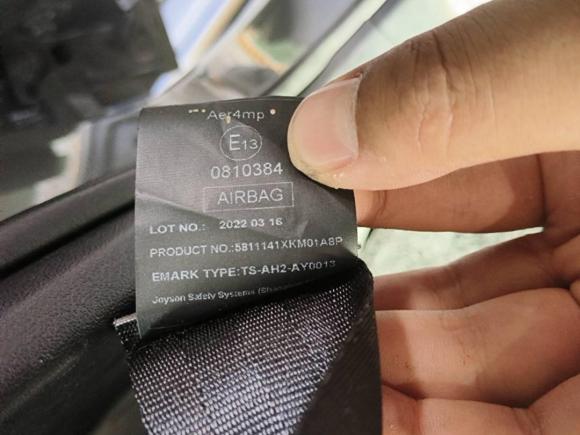 Aer4mp
E13
0810384
AIRBAG
LOT NO.: 2022 03 16
PRODUCT NO.:5811141XKM01A8P
EMARK TYPE:TS-AH2-AY0013
Joyson Safety Systems